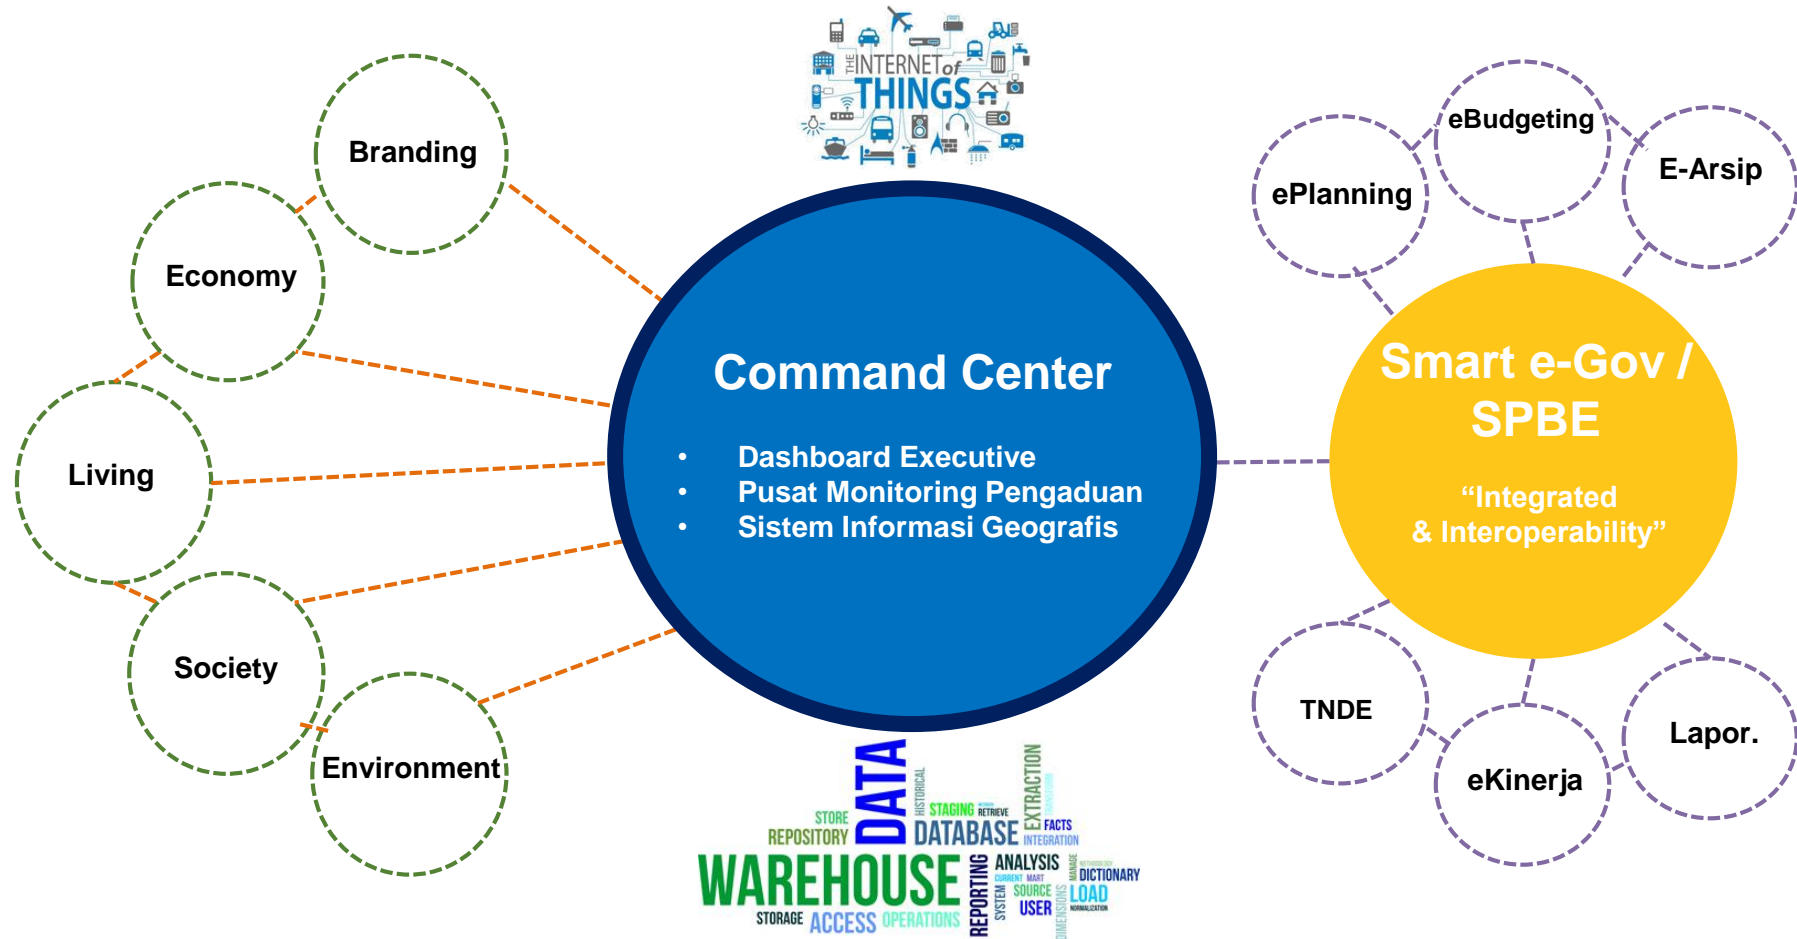 THE INTERNET of
THINGS
Branding
Economy
Living
Society
Environment
Command Center
• Dashboard Executive
• Pusat Monitoring Pengaduan
• Sistem Informasi Geografis
ePlanning
eBudgeting
E-Arsip
Smart e-Gov /
SPBE
“Integrated
& Interoperability”
TNDE
eKinerja
Lapor.
DATA
HISTORICAL
STAGING
RETRIEVE
EXTRACTION
STORE
REPOSITORY
DATABASE
FACTS
INTEGRATION
WAREHOUSE
REPORTING
ANALYSIS
CURRENT MART
MANAGE
DICTIONARY
SYSTEM
SOURCE
USER
DIMENSIONS
LOAD
NORMALIZATION
STORAGE
ACCESS
OPERATIONS